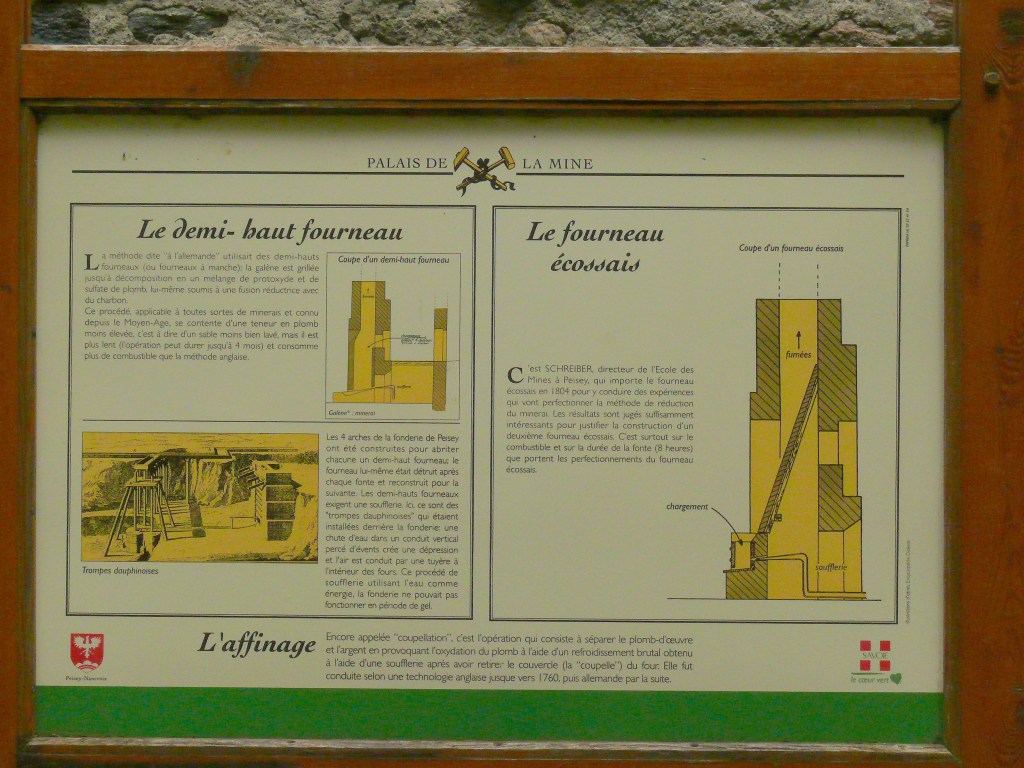 PALAIS DE LA MINE
Le demi- haut fourneau
La méthode dite "à l'allemande" utilisait des demi-hauts
fourneaux (ou fourneaux à manche); la galène est grillée
jusqu'à décomposition en un mélange de protoxyde et de
sulfate de plomb, lui-même soumis à une fusion réductrice avec
du charbon.
Ce procédé, applicable à toutes sortes de minerais et connu
depuis le Moyen-Age, se contente d'une teneur en plomb
moins élevée, c'est à dire d'un sable moins bien lavé, mais il est
plus lent (l'opération peut durer jusqu'à 4 mois) et consomme
plus de combustible que la méthode anglaise.
Coupe d'un demi-haut fourneau
soufflerie
Galène* : minerai
Trompes dauphinoises
Les 4 arches de la fonderie de Peisey
ont été construites pour abriter
chacune un demi-haut fourneau; le
fourneau lui-même était détruit après
chaque fonte et reconstruit pour la
suivante. Les demi-hauts fourneaux
exigent une soufflerie. Ici, ce sont des
"trompes dauphinoises" qui étaient
installées derrière la fonderie: une
chute d'eau dans un conduit vertical
percé d'évents crée une dépression
et l'air est conduit par une tuyère à
l'intérieur des fours. Ce procédé de
soufflerie utilisant l'eau comme
énergie, la fonderie ne pouvait pas
fonctionner en période de gel.
Le fourneau
écossais
C'est SCHREIBER, directeur de l'Ecole des
Mines à Peisey, qui importe le fourneau
écossais en 1804 pour y conduire des expériences
qui vont perfectionner la méthode de réduction
du minerai. Les résultats sont jugés suffisamment
intéressants pour justifier la construction d'un
deuxième fourneau écossais. C'est surtout sur le
combustible et sur la durée de la fonte (8 heures)
que portent les perfectionnements du fourneau
écossais.
Coupe d'un fourneau écossais
fumées
chargement
soufflerie
L'affinage
Encore appelée "coupellation", c'est l'opération qui consiste à séparer le plomb-d'œuvre
et l'argent en provoquant l'oxydation du plomb à l'aide d'un refroidissement brutal obtenu
à l'aide d'une soufflerie après avoir retirer le couvercle (la "coupelle") du four. Elle fut
conduite selon une technologie anglaise jusque vers 1760, puis allemande par la suite.
Peisey-Nancroix
SAVOIE
le cœur vert